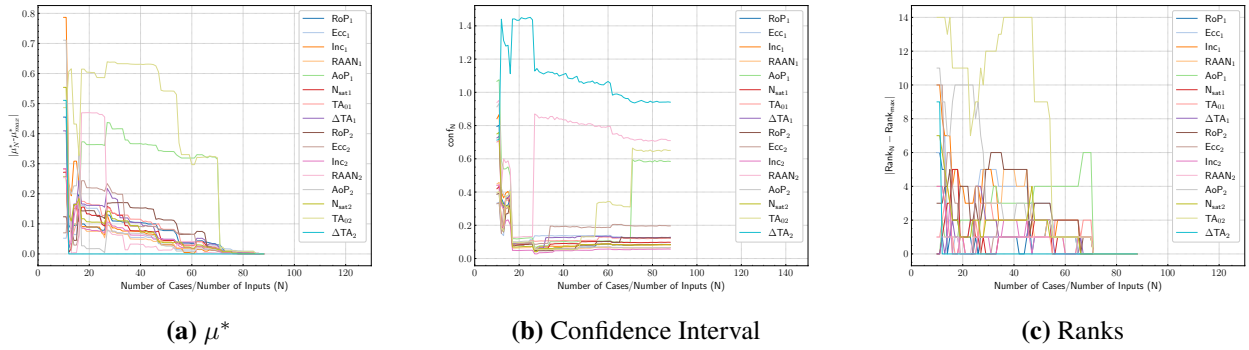 0.8
0.7
0.6
0.5
0.4
0.3
0.2
0.1
0.0
|μ*_N - μ*_max|
0 20 40 60 80 100 120
Number of Cases/Number of Inputs (N)
RoP₁
Ecc₁
Inc₁
RAAN₁
AoP₁
N_sat1
TA₀₁
ΔTA₁
RoP₂
Ecc₂
Inc₂
RAAN₂
AoP₂
N_sat2
TA₀₂
ΔTA₂
(a) μ*
1.4
1.2
1.0
0.8
0.6
0.4
0.2
0.0
conf_N
0 20 40 60 80 100 120 140
Number of Cases/Number of Inputs (N)
RoP₁
Ecc₁
Inc₁
RAAN₁
AoP₁
N_sat1
TA₀₁
ΔTA₁
RoP₂
Ecc₂
Inc₂
RAAN₂
AoP₂
N_sat2
TA₀₂
ΔTA₂
(b) Confidence Interval
14
12
10
8
6
4
2
0
|Rank_N − Rank_max|
0 20 40 60 80 100 120
Number of Cases/Number of Inputs (N)
RoP₁
Ecc₁
Inc₁
RAAN₁
AoP₁
N_sat1
TA₀₁
ΔTA₁
RoP₂
Ecc₂
Inc₂
RAAN₂
AoP₂
N_sat2
TA₀₂
ΔTA₂
(c) Ranks